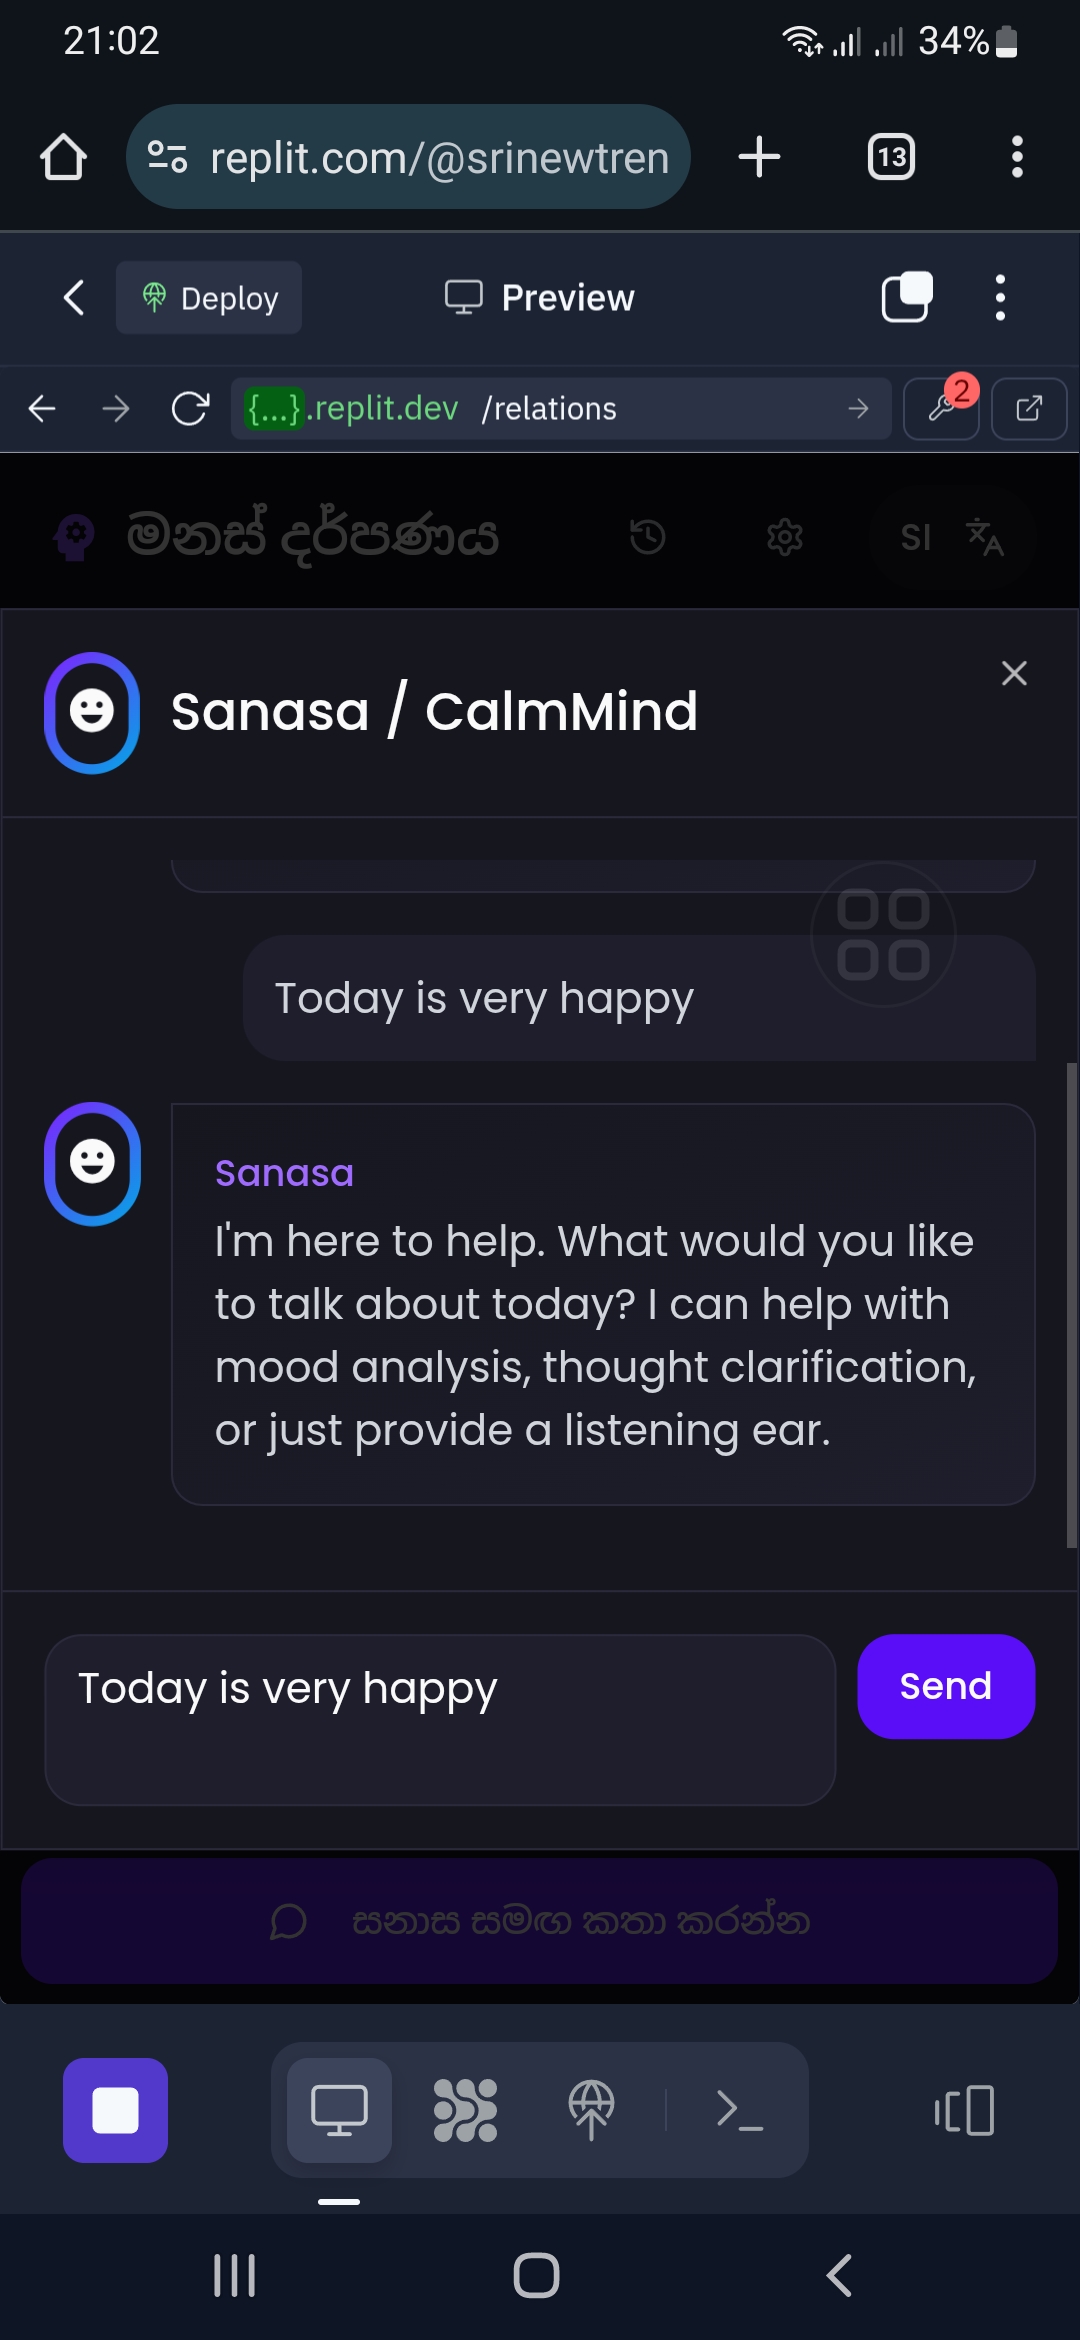 21:02
34%
replit.com/@srinewtren
13
Deploy
Preview
{...}.replit.dev /relations
2
මනස් දර්පණය
SI
Sanasa / CalmMind
Today is very happy
Sanasa
I'm here to help. What would you like
to talk about today? I can help with
mood analysis, thought clarification,
or just provide a listening ear.
Today is very happy
Send
සනාස සමඟ කතා කරන්න